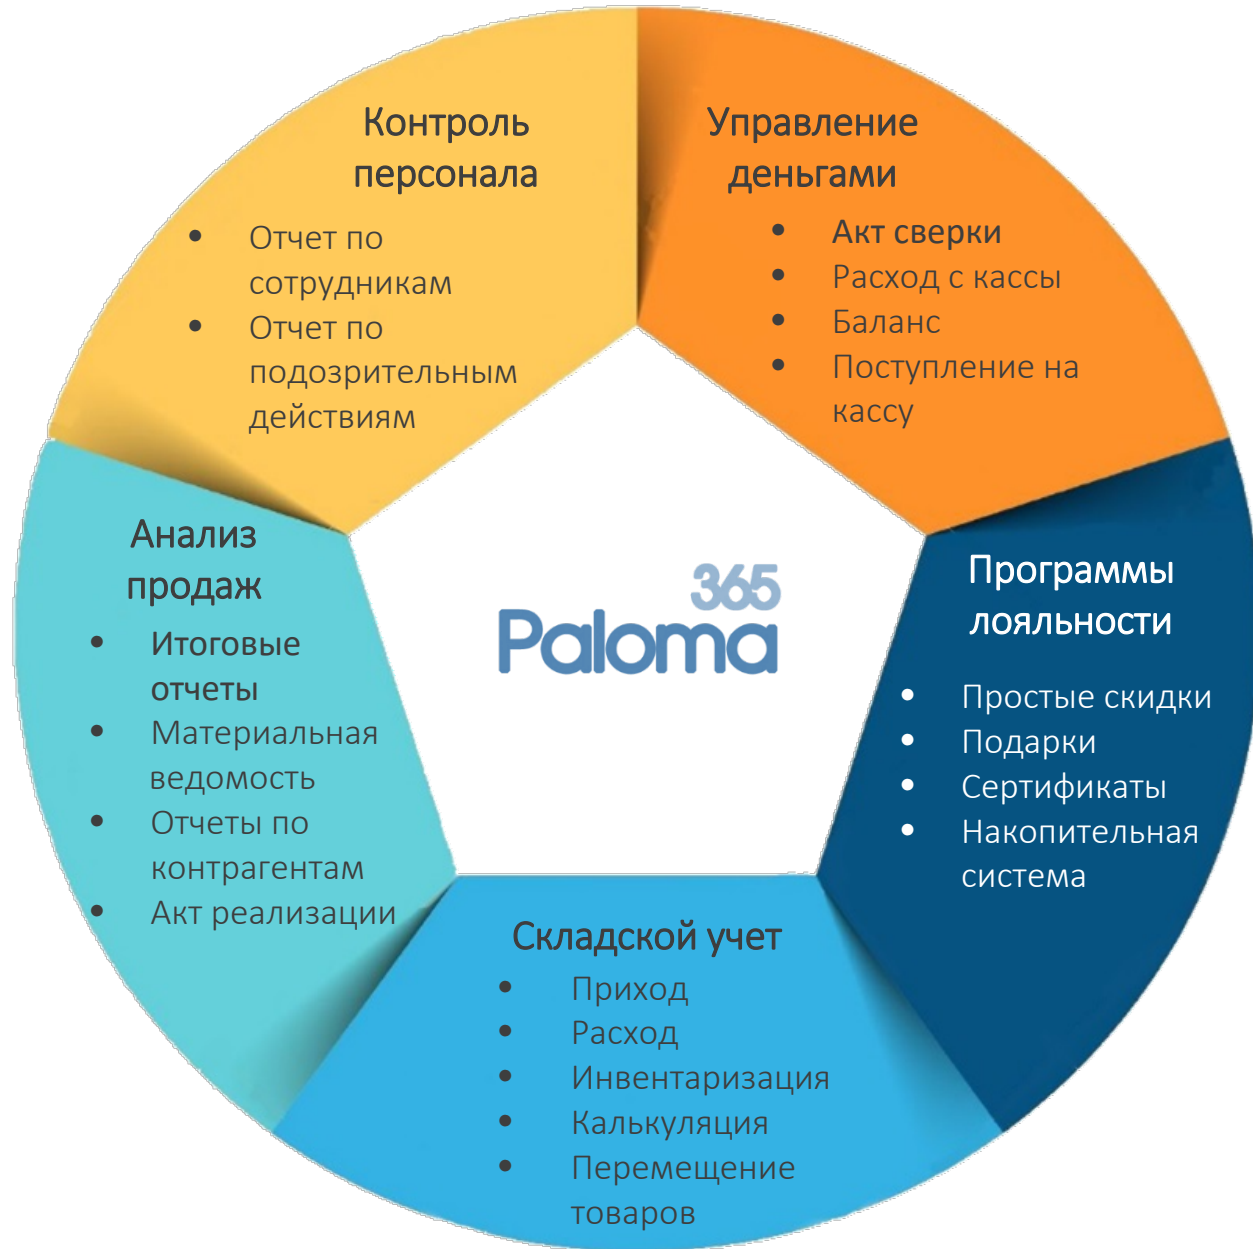 Контроль
персонала
• Отчет по
сотрудникам
• Отчет по
подозрительным
действиям
Управление
деньгами
• Акт сверки
• Расход с кассы
• Баланс
• Поступление на
кассу
Программы
лояльности
• Простые скидки
• Подарки
• Сертификаты
• Накопительная
система
Складской учет
• Приход
• Расход
• Инвентаризация
• Калькуляция
• Перемещение
товаров
Анализ
продаж
• Итоговые
отчеты
• Материальная
ведомость
• Отчеты по
контрагентам
• Акт реализации
365
Paloma